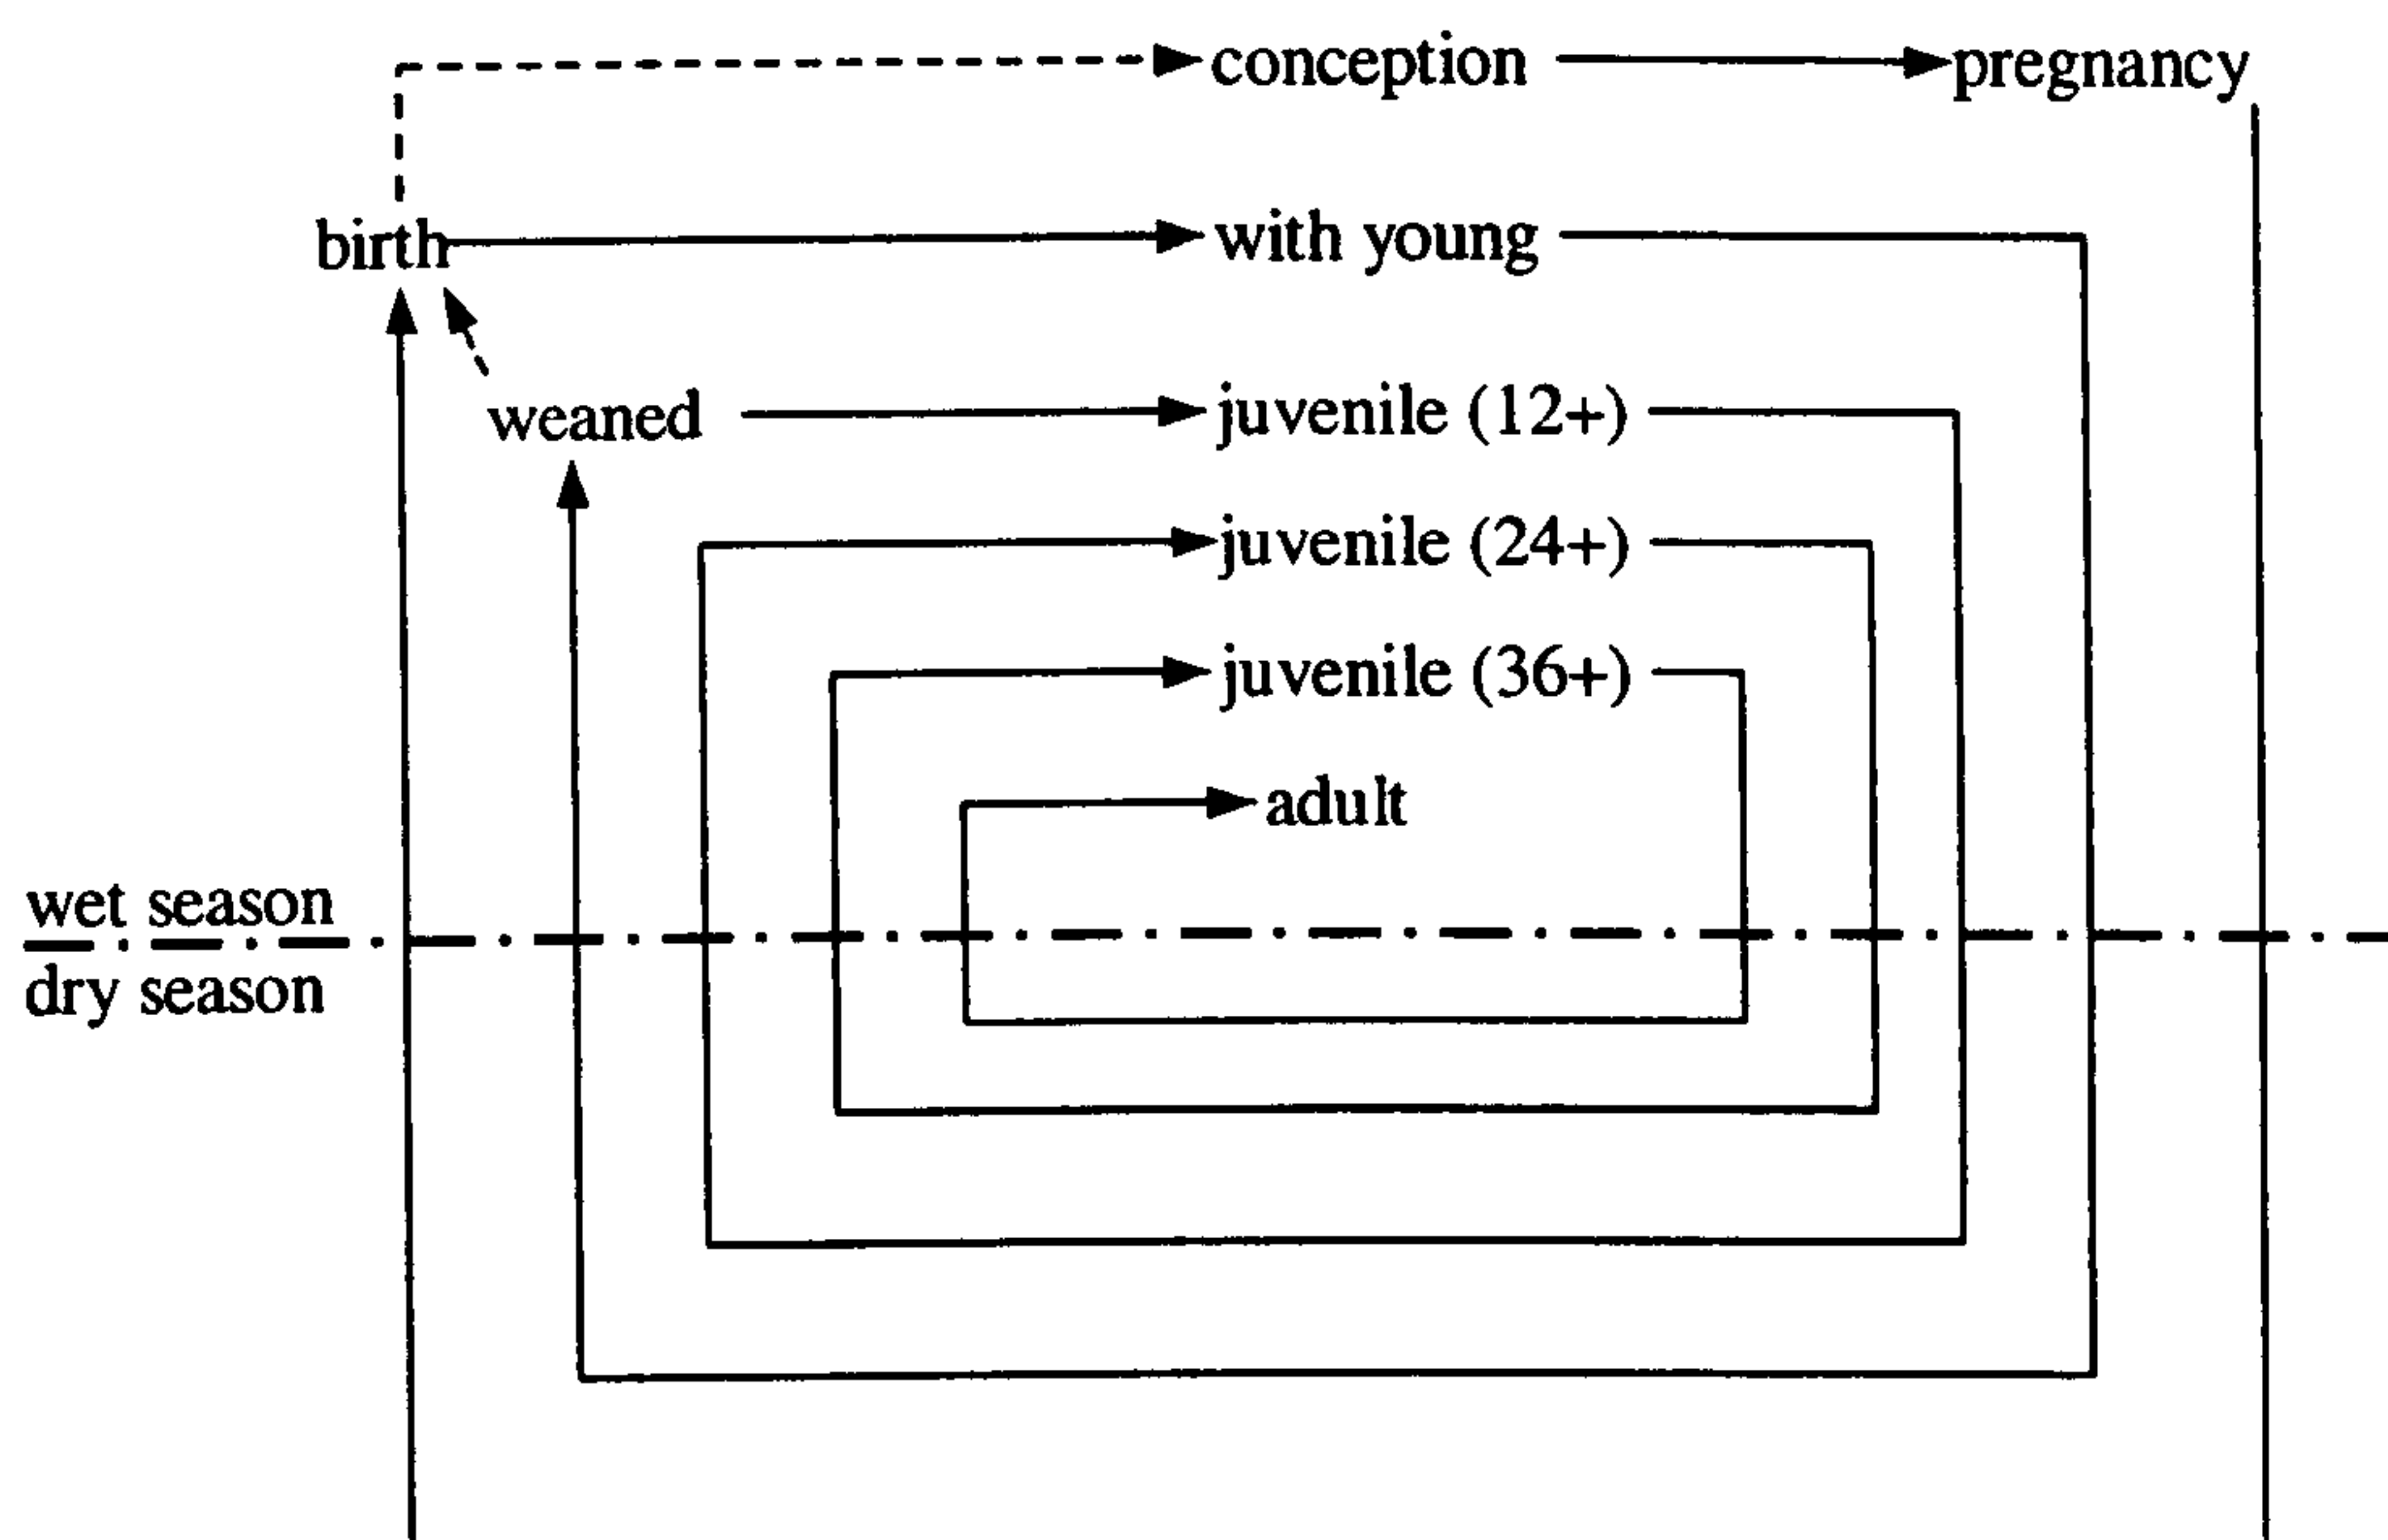 conception pregnancy
birth with young
weaned juvenile (12+)
juvenile (24+)
juvenile (36+)
adult
wet season
dry season